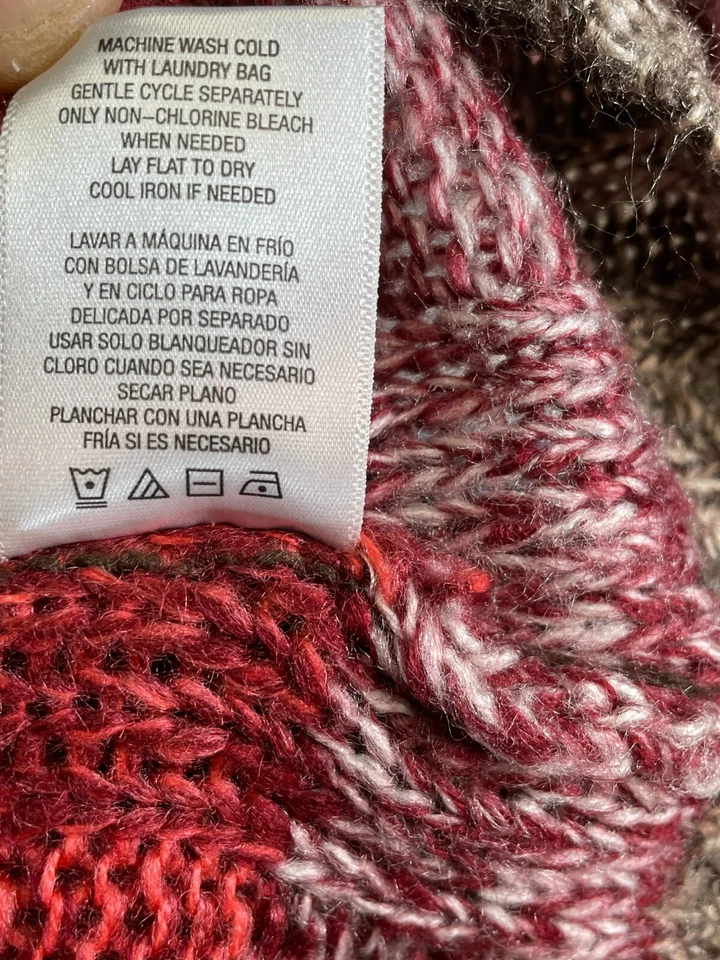 MACHINE WASH COLD
WITH LAUNDRY BAG
GENTLE CYCLE SEPARATELY
ONLY NON–CHLORINE BLEACH
WHEN NEEDED
LAY FLAT TO DRY
COOL IRON IF NEEDED
LAVAR A MÁQUINA EN FRÍO
CON BOLSA DE LAVANDERÍA
Y EN CICLO PARA ROPA
DELICADA POR SEPARADO
USAR SOLO BLANQUEADOR SIN
CLORO CUANDO SEA NECESARIO
SECAR PLANO
PLANCHAR CON UNA PLANCHA
FRÍA SI ES NECESARIO